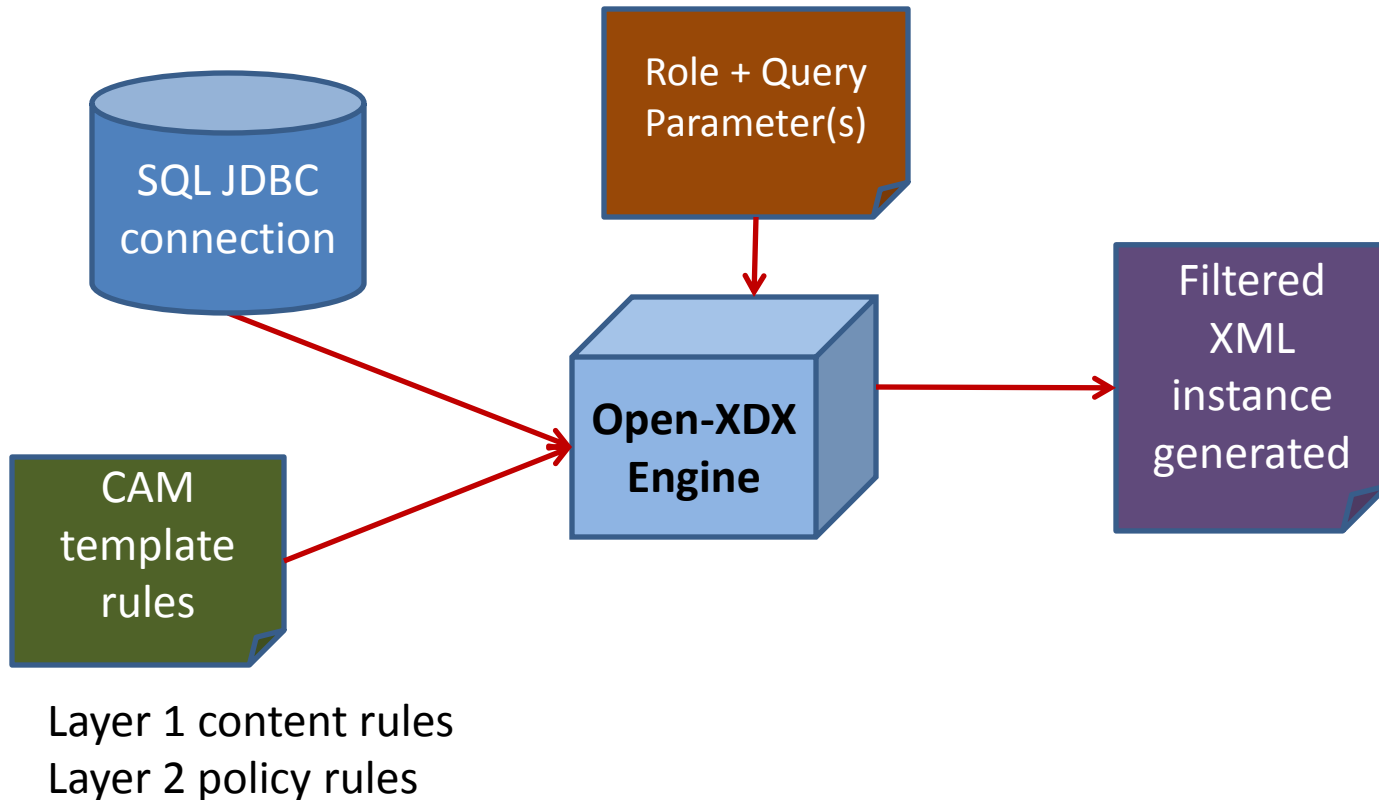 Role + Query
Parameter(s)
SQL JDBC
connection
Filtered
XML
instance
generated
Open-XDX
Engine
CAM
template
rules
Layer 1 content rules
Layer 2 policy rules